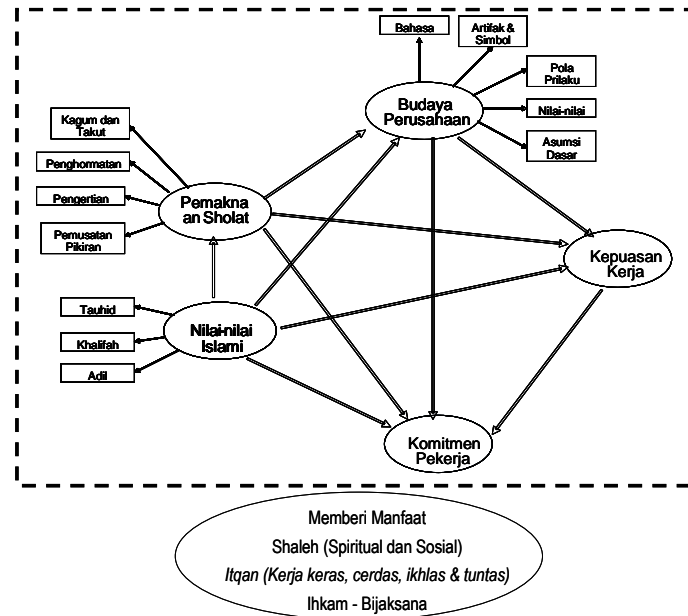 Bahasa
Artifak &
Simbol
Pola
Prilaku
Nilai-nilai
Asumsi
Dasar
Budaya
Perusahaan
Kagum dan
Takut
Penghormatan
Pengertian
Pemusatan
Pikiran
Pemakna
an Sholat
Kepuasan
Kerja
Tauhid
Khalifah
Adil
Nilai-nilai
Islami
Komitmen
Pekerja
Memberi Manfaat
Shaleh (Spiritual dan Sosial)
Itqan (Kerja keras, cerdas, ikhlas & tuntas)
Ihkam - Bijaksana